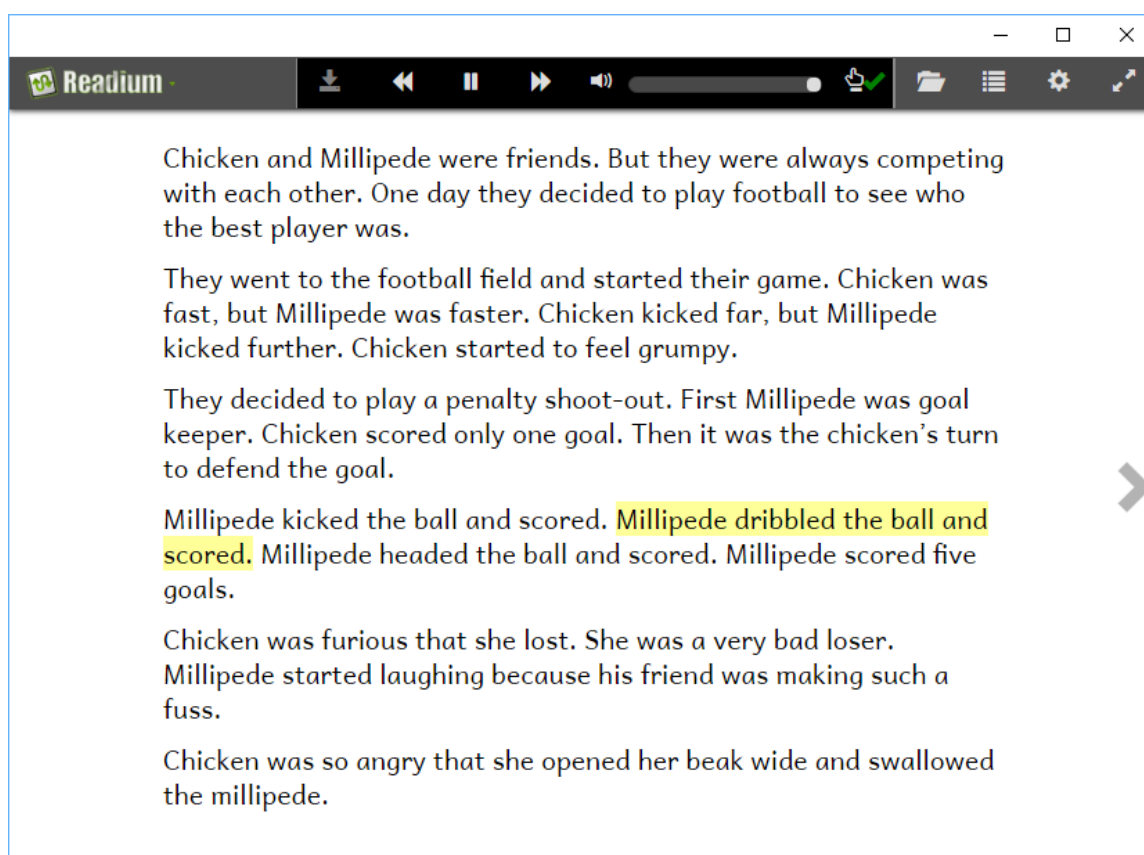 Readium
Chicken and Millipede were friends. But they were always competing
with each other. One day they decided to play football to see who
the best player was.
They went to the football field and started their game. Chicken was
fast, but Millipede was faster. Chicken kicked far, but Millipede
kicked further. Chicken started to feel grumpy.
They decided to play a penalty shoot-out. First Millipede was goal
keeper. Chicken scored only one goal. Then it was the chicken’s turn
to defend the goal.
Millipede kicked the ball and scored. Millipede dribbled the ball and
scored. Millipede headed the ball and scored. Millipede scored five
goals.
Chicken was furious that she lost. She was a very bad loser.
Millipede started laughing because his friend was making such a
fuss.
Chicken was so angry that she opened her beak wide and swallowed
the millipede.